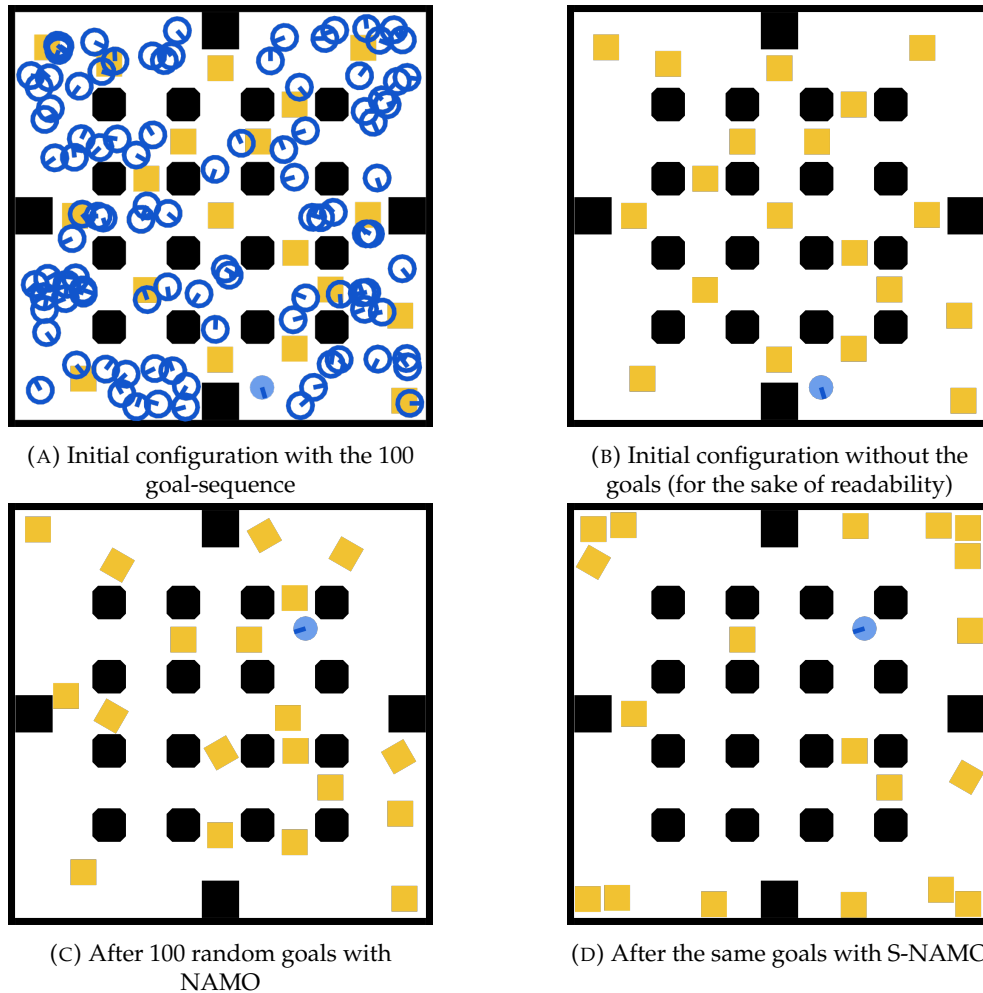 (A) Initial configuration with the 100
goal-sequence
(B) Initial configuration without the
goals (for the sake of readability)
(C) After 100 random goals with
NAMO
(D) After the same goals with S-NAMO